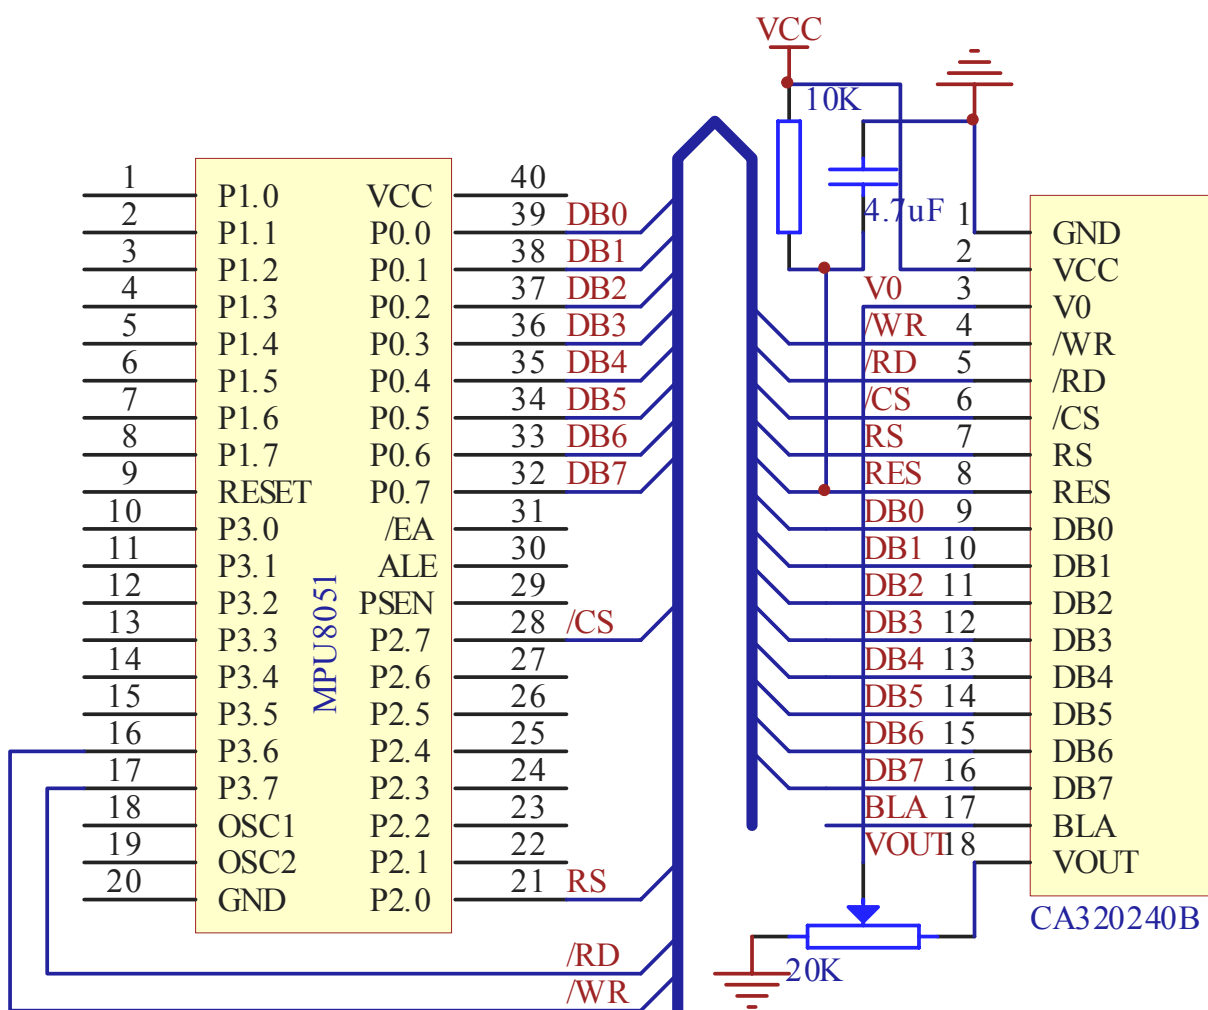 VCC
10K
4.7uF
1 P1.0 VCC 40
2 P1.1 P0.0 39 DB0
3 P1.2 P0.1 38 DB1
4 P1.3 P0.2 37 DB2
5 P1.4 P0.3 36 DB3
6 P1.5 P0.4 35 DB4
7 P1.6 P0.5 34 DB5
8 P1.7 P0.6 33 DB6
9 RESET P0.7 32 DB7
10 P3.0 /EA 31
11 P3.1 ALE 30
12 P3.2 PSEN 29
13 P3.3 P2.7 28 /CS
14 P3.4 P2.6 27
15 P3.5 P2.5 26
16 P3.6 P2.4 25
17 P3.7 P2.3 24
18 OSC1 P2.2 23
19 OSC2 P2.1 22
20 GND P2.0 21 RS
MPU8051
/RD
/WR
1 GND
2 VCC
V0 3 V0
/WR 4 /WR
/RD 5 /RD
/CS 6 /CS
RS 7 RS
RES 8 RES
DB0 9 DB0
DB1 10 DB1
DB2 11 DB2
DB3 12 DB3
DB4 13 DB4
DB5 14 DB5
DB6 15 DB6
DB7 16 DB7
BLA 17 BLA
VOUT 18 VOUT
CA320240B
20K